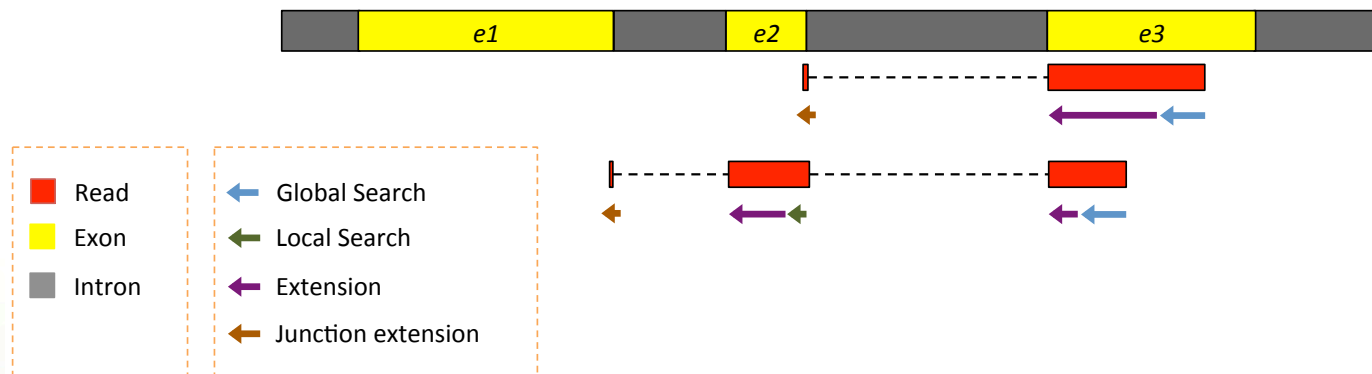 e1 e2 e3
Read
Exon
Intron
Global Search
Local Search
Extension
Junction extension